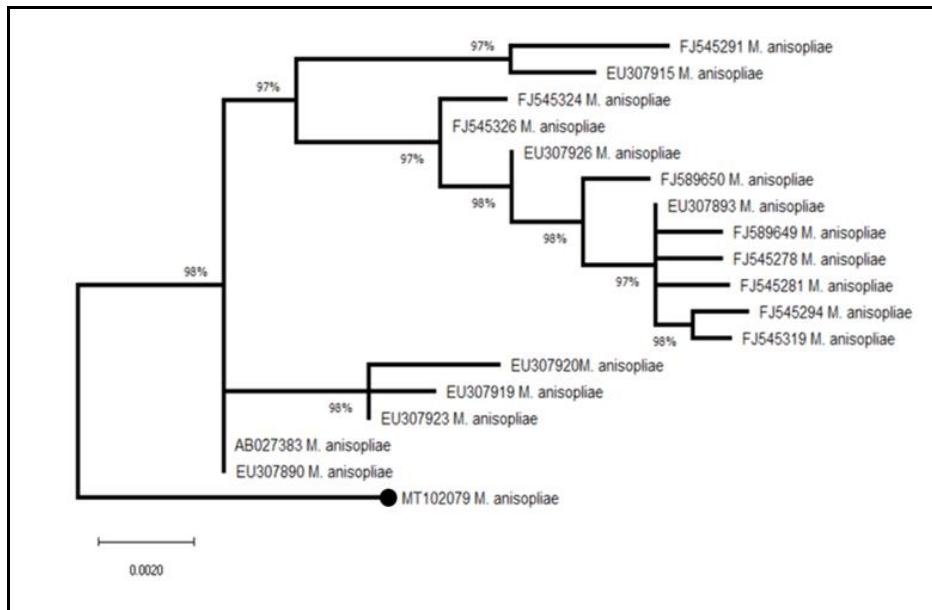 97%
FJ545291 M. anisopliae
EU307915 M. anisopliae
97%
FJ545324 M. anisopliae
FJ545326 M. anisopliae
97%
EU307926 M. anisopliae
98%
FJ589650 M. anisopliae
98%
EU307893 M. anisopliae
FJ589649 M. anisopliae
FJ545278 M. anisopliae
97%
FJ545281 M. anisopliae
FJ545294 M. anisopliae
98%
FJ545319 M. anisopliae
98%
EU307920M. anisopliae
EU307919 M. anisopliae
98%
EU307923 M. anisopliae
AB027383 M. anisopliae
EU307890 M. anisopliae
MT102079 M. anisopliae
0.0020